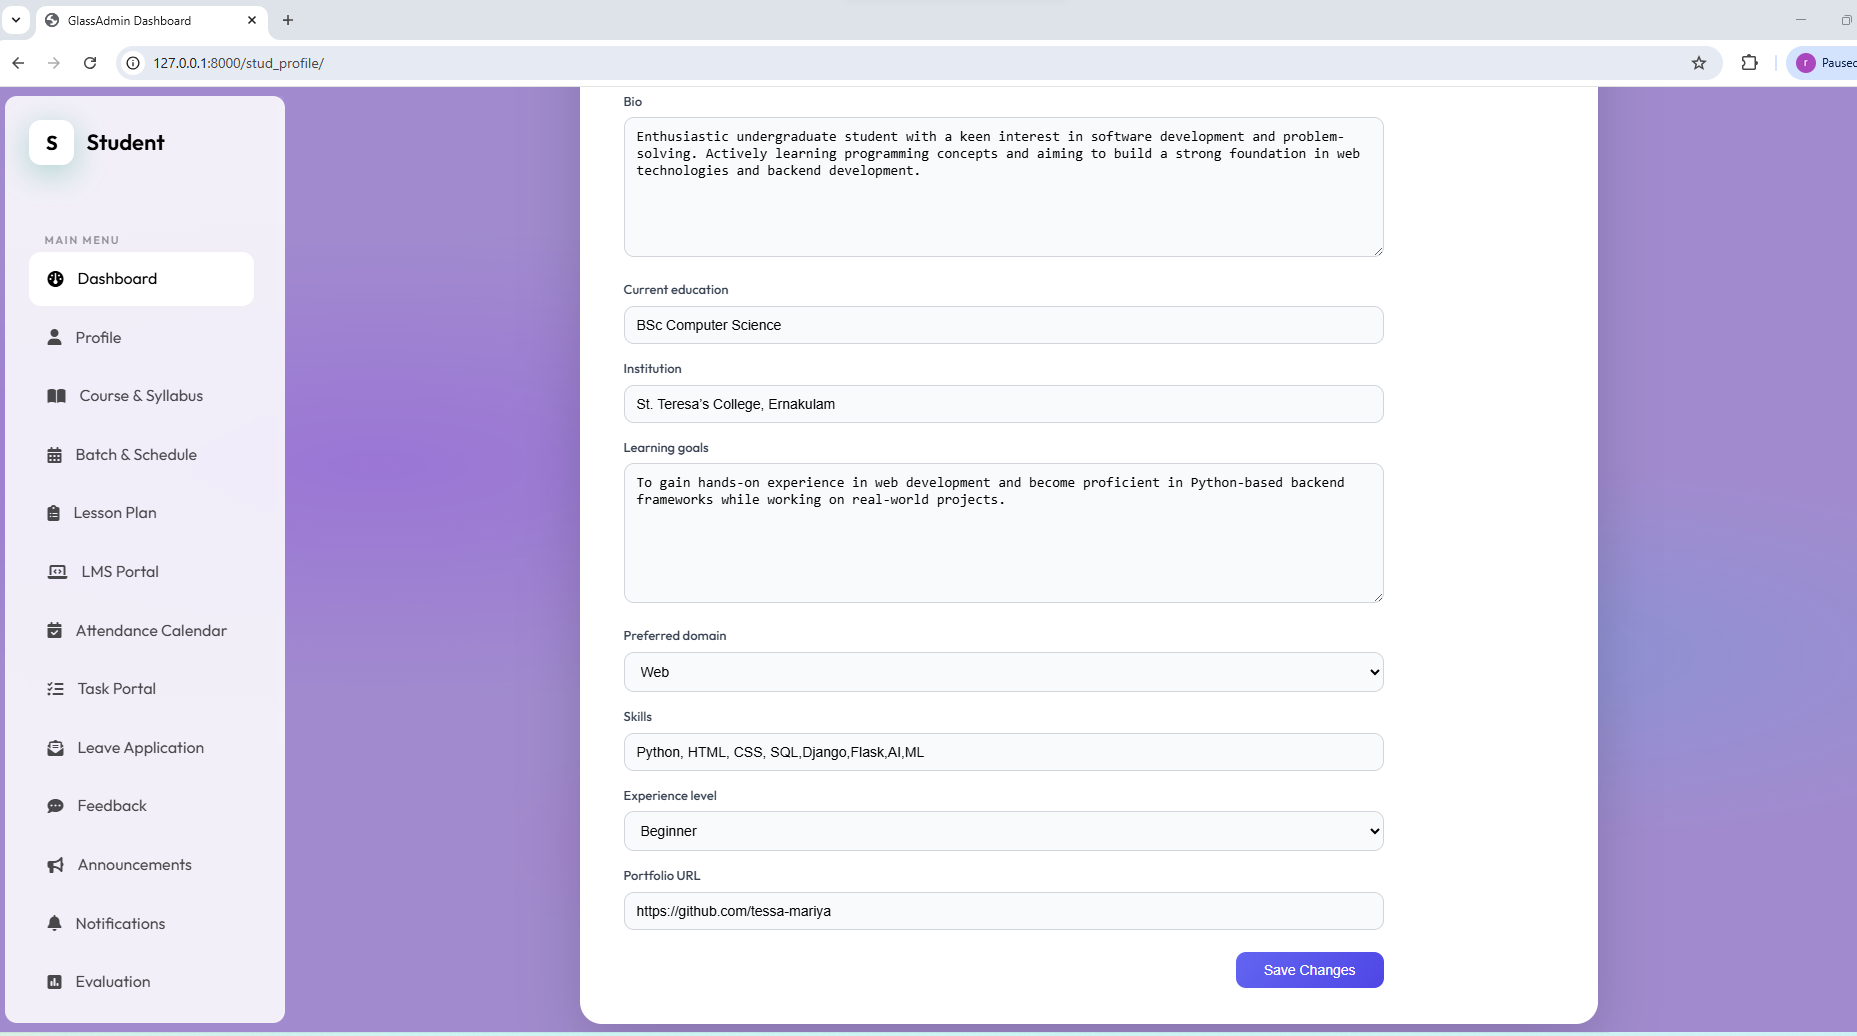 GlassAdmin Dashboard
127.0.0.1:8000/stud_profile/
r
Paused
S
Student
MAIN MENU
Dashboard
Profile
Course & Syllabus
Batch & Schedule
Lesson Plan
LMS Portal
Attendance Calendar
Task Portal
Leave Application
Feedback
Announcements
Notifications
Evaluation
Bio
Enthusiastic undergraduate student with a keen interest in software development and problem-
solving. Actively learning programming concepts and aiming to build a strong foundation in web
technologies and backend development.
Current education
BSc Computer Science
Institution
St. Teresa’s College, Ernakulam
Learning goals
To gain hands-on experience in web development and become proficient in Python-based backend
frameworks while working on real-world projects.
Preferred domain
Web
Skills
Python, HTML, CSS, SQL,Django,Flask,AI,ML
Experience level
Beginner
Portfolio URL
https://github.com/tessa-mariya
Save Changes